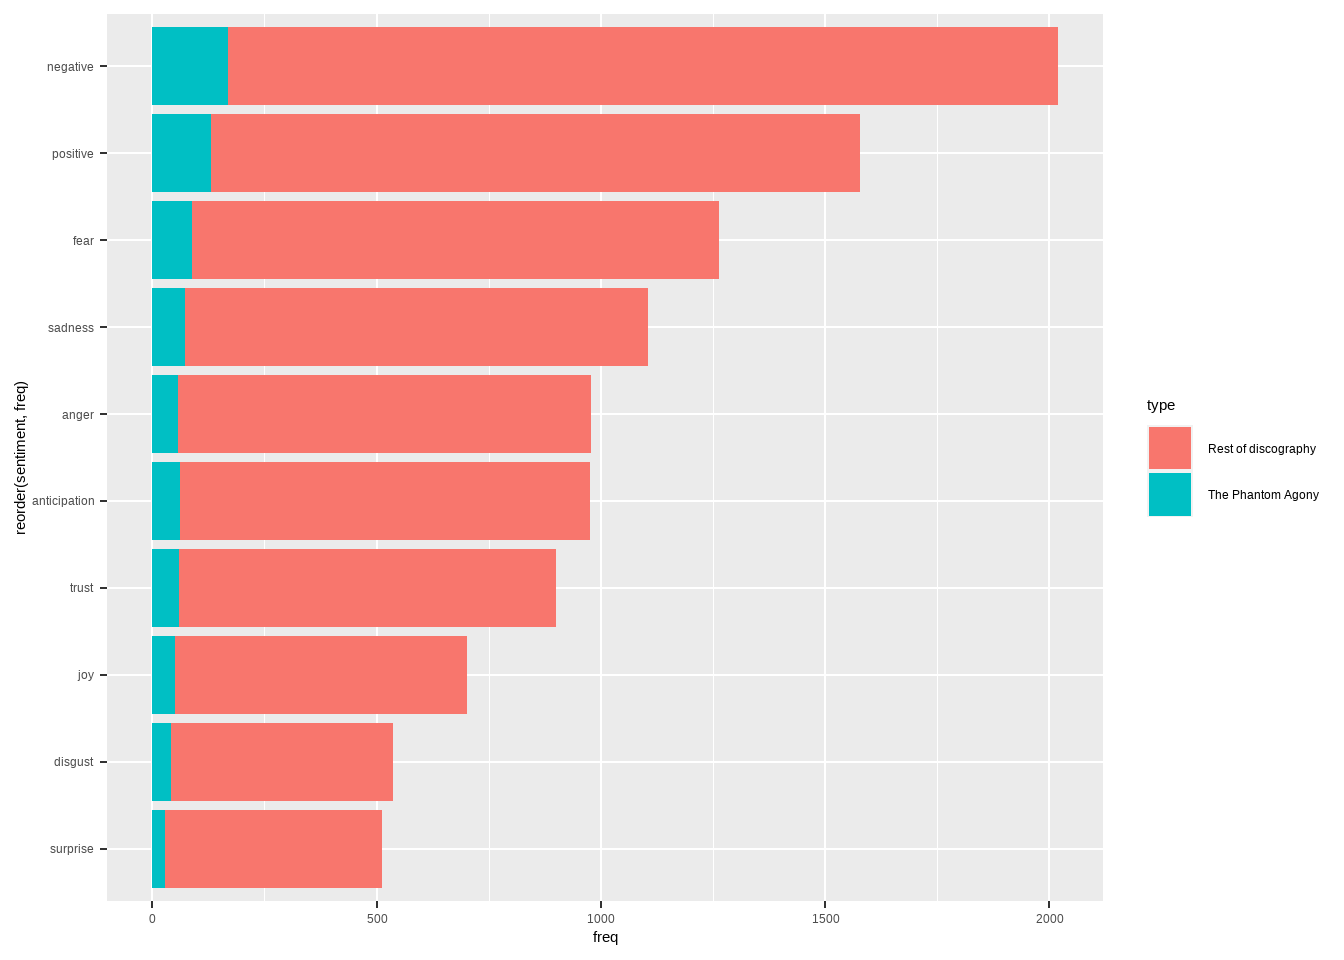 negative
positive
fear
sadness
anger
anticipation
trust
joy
disgust
surprise
reorder(sentiment, freq)
0 500 1000 1500 2000
freq
type
Rest of discography
The Phantom Agony